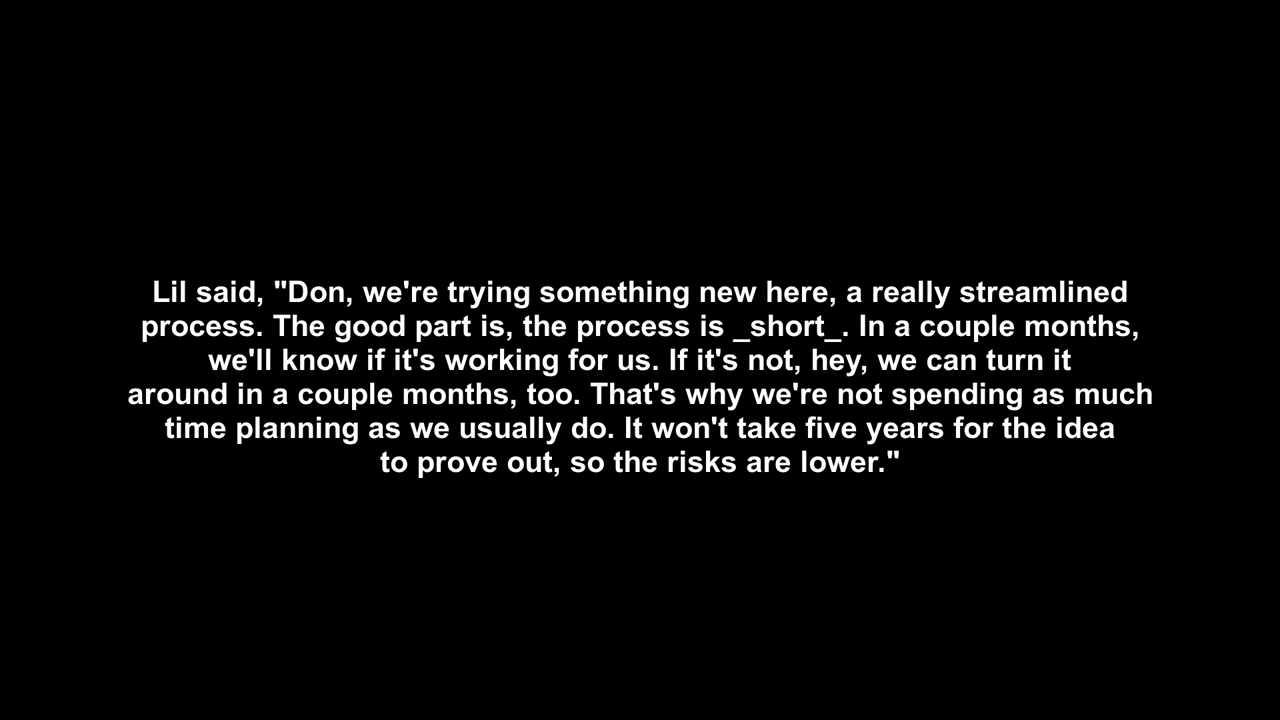 Lil said, "Don, we're trying something new here, a really streamlined
process. The good part is, the process is _short_. In a couple months,
we'll know if it's working for us. If it's not, hey, we can turn it
around in a couple months, too. That's why we're not spending as much
time planning as we usually do. It won't take five years for the idea
to prove out, so the risks are lower."